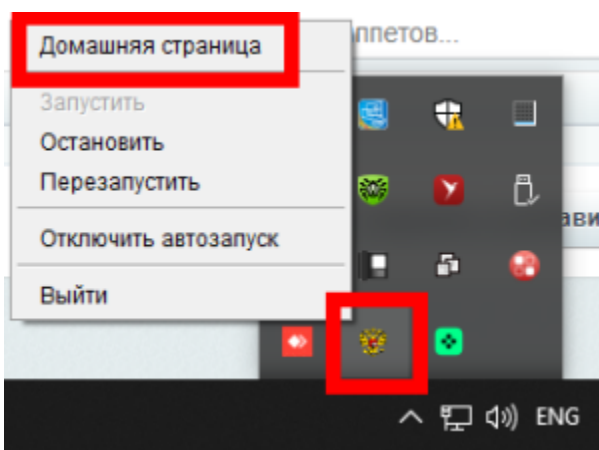 Домашняя страница
Запустить
Остановить
Перезапустить
Отключить автозапуск
Выйти
ENG